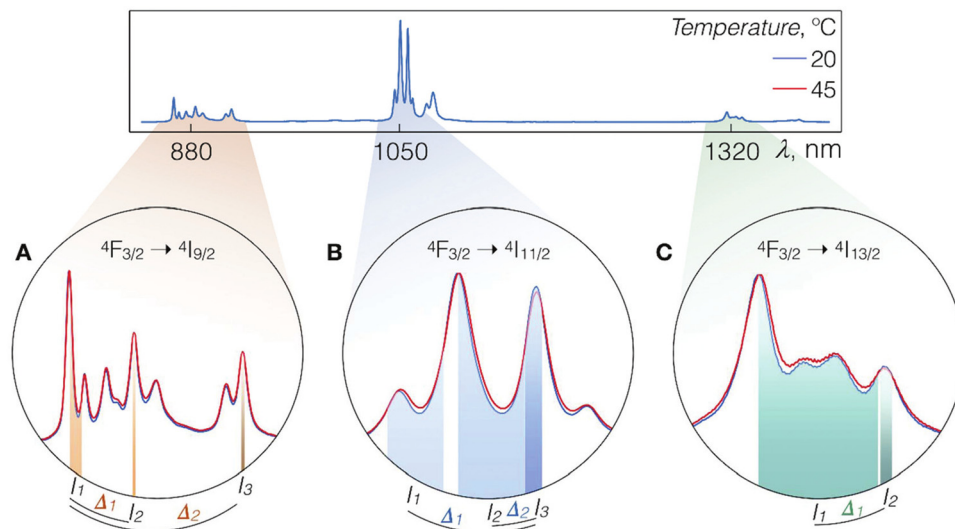 Temperature, °C
20
45
880
1050
1320
λ, nm
A
⁴F₃/₂ → ⁴I₉/₂
B
⁴F₃/₂ → ⁴I₁₁/₂
C
⁴F₃/₂ → ⁴I₁₃/₂
I₁
Δ₁
I₂
Δ₂
I₃
I₁
Δ₁
I₂
Δ₂
I₃
I₁
Δ₁
I₂